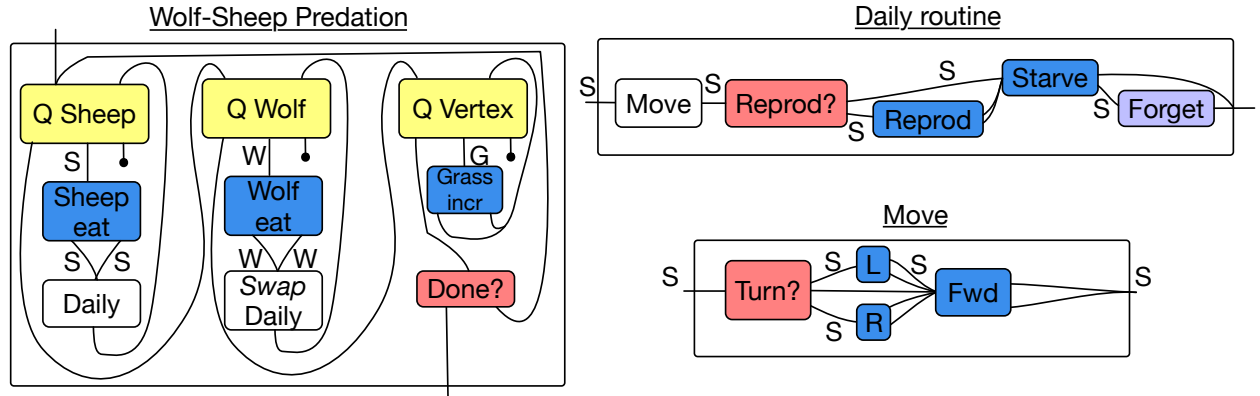 Wolf-Sheep Predation
Q Sheep
Q Wolf
Q Vertex
S
W
G
Sheep
eat
Wolf
eat
Grass
incr
S
S
W
W
Daily
Swap
Daily
Done?
Daily routine
S
Move
S
Reprod?
S
S
Reprod
Starve
S
Forget
Move
S
Turn?
S
L
S
S
R
Fwd
S